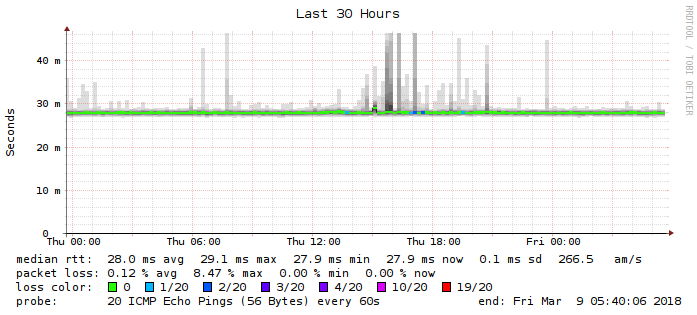 Last 30 Hours
RRDTOOL / TOBI OETIKER
Seconds
40 m
30 m
20 m
10 m
0
Thu 00:00 Thu 06:00 Thu 12:00 Thu 18:00 Fri 00:00
median rtt: 28.0 ms avg 29.1 ms max 27.9 ms min 27.9 ms now 0.1 ms sd 266.5 am/s
packet loss: 0.12 % avg 8.47 % max 0.00 % min 0.00 % now
loss color: 0 1/20 2/20 3/20 4/20 10/20 19/20
probe: 20 ICMP Echo Pings (56 Bytes) every 60s end: Fri Mar 9 05:40:06 2018